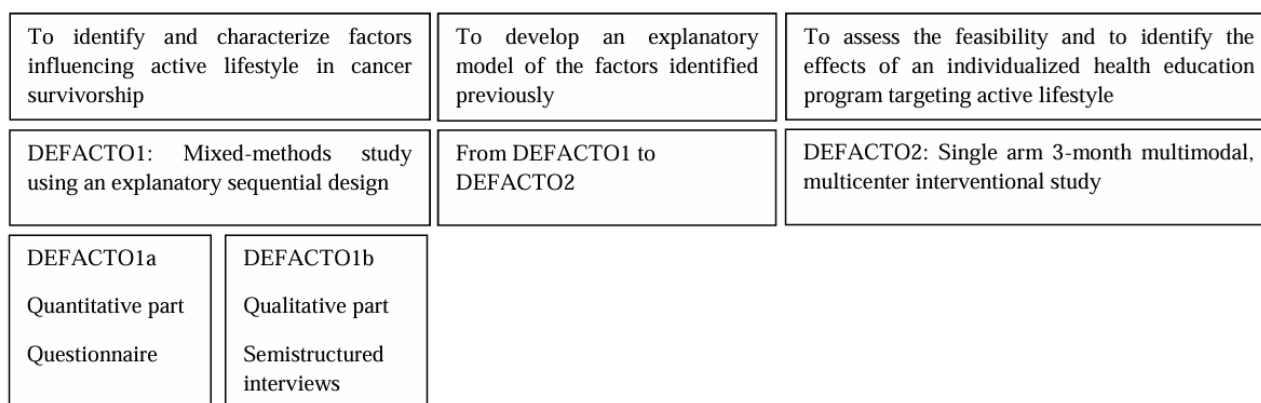 To identify and characterize factors
influencing active lifestyle in cancer
survivorship
To develop an explanatory
model of the factors identified
previously
To assess the feasibility and to identify the
effects of an individualized health education
program targeting active lifestyle
DEFACTO1: Mixed-methods study
using an explanatory sequential design
From DEFACTO1 to
DEFACTO2
DEFACTO2: Single arm 3-month multimodal,
multicenter interventional study
DEFACTO1a
Quantitative part
Questionnaire
DEFACTO1b
Qualitative part
Semistructured
interviews